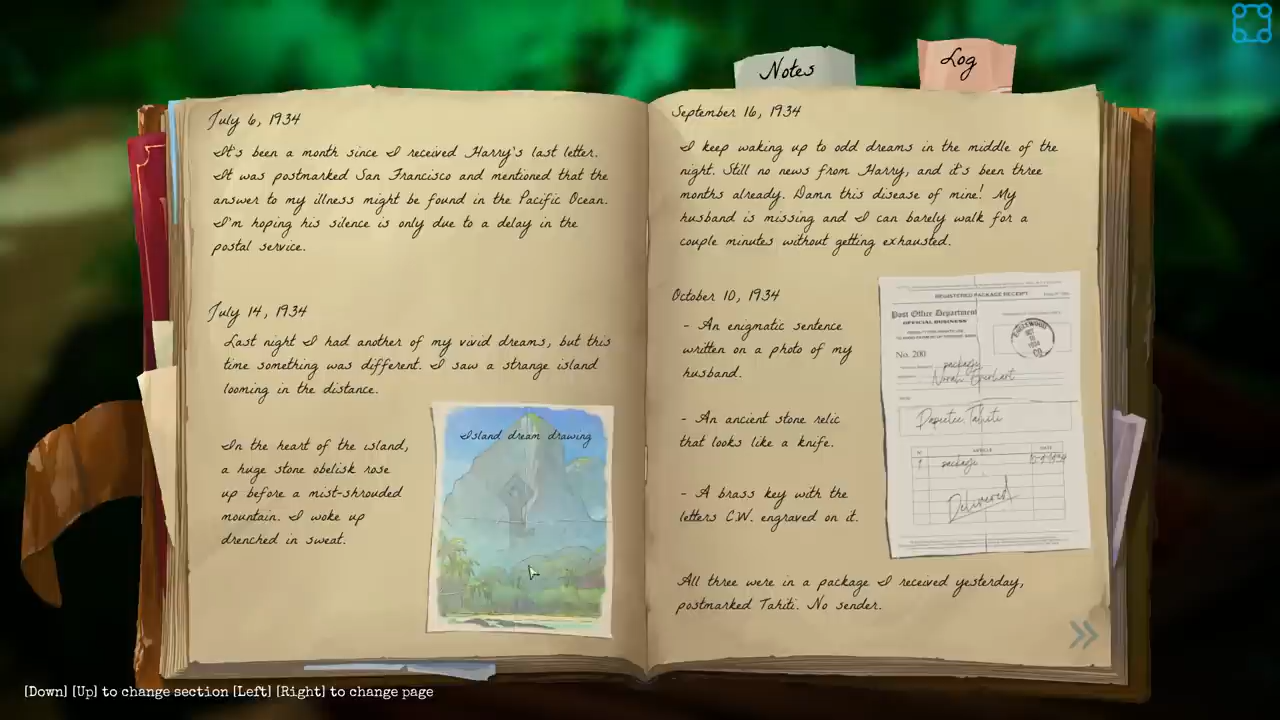 Notes
Log
July 6, 1934
It's been a month since I received Harry's last letter.
It was postmarked San Francisco and mentioned that the
answer to my illness might be found in the Pacific Ocean.
I'm hoping his silence is only due to a delay in the
postal service.
July 14, 1934
Last night I had another of my vivid dreams, but this
time something was different. I saw a strange island
looming in the distance.
In the heart of the island,
a huge stone obelisk rose
up before a mist-shrouded
mountain. I woke up
drenched in sweat.
Island dream drawing
September 16, 1934
I keep waking up to odd dreams in the middle of the
night. Still no news from Harry, and it's been three
months already. Damn this disease of mine! My
husband is missing and I can barely walk for a
couple minutes without getting exhausted.
October 10, 1934
- An enigmatic sentence
written on a photo of my
husband.
- An ancient stone relic
that looks like a knife.
- A brass key with the
letters C.W. engraved on it.
REGISTERED PACKAGE RECEIPT
Post Office Department
OFFICIAL BUSINESS
No. 200
package
Norah Everhart
Papeete Tahiti
ARTICLE
DATE
1 package
Delivered
All three were in a package I received yesterday,
postmarked Tahiti. No sender.
[Down] [Up] to change section [Left] [Right] to change page